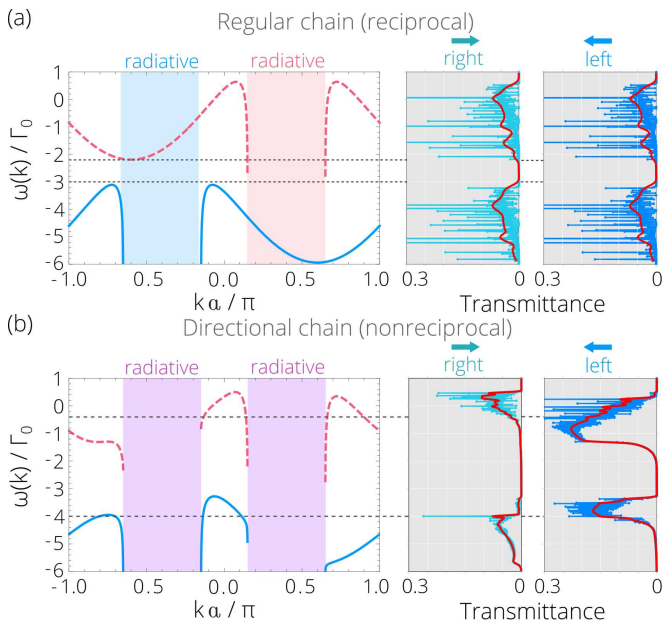 (a) Regular chain (reciprocal)
radiative radiative right left
ω(k) / Γ0
1
0
-1
-2
-3
-4
-5
-6
-1.0 0.5 0.0 0.5 1.0 0.3 0 0.3 0
k a / π Transmittance
(b) Directional chain (nonreciprocal)
radiative radiative right left
ω(k) / Γ0
1
0
-1
-2
-3
-4
-5
-6
-1.0 0.5 0.0 0.5 1.0 0.3 0 0.3 0
k a / π Transmittance